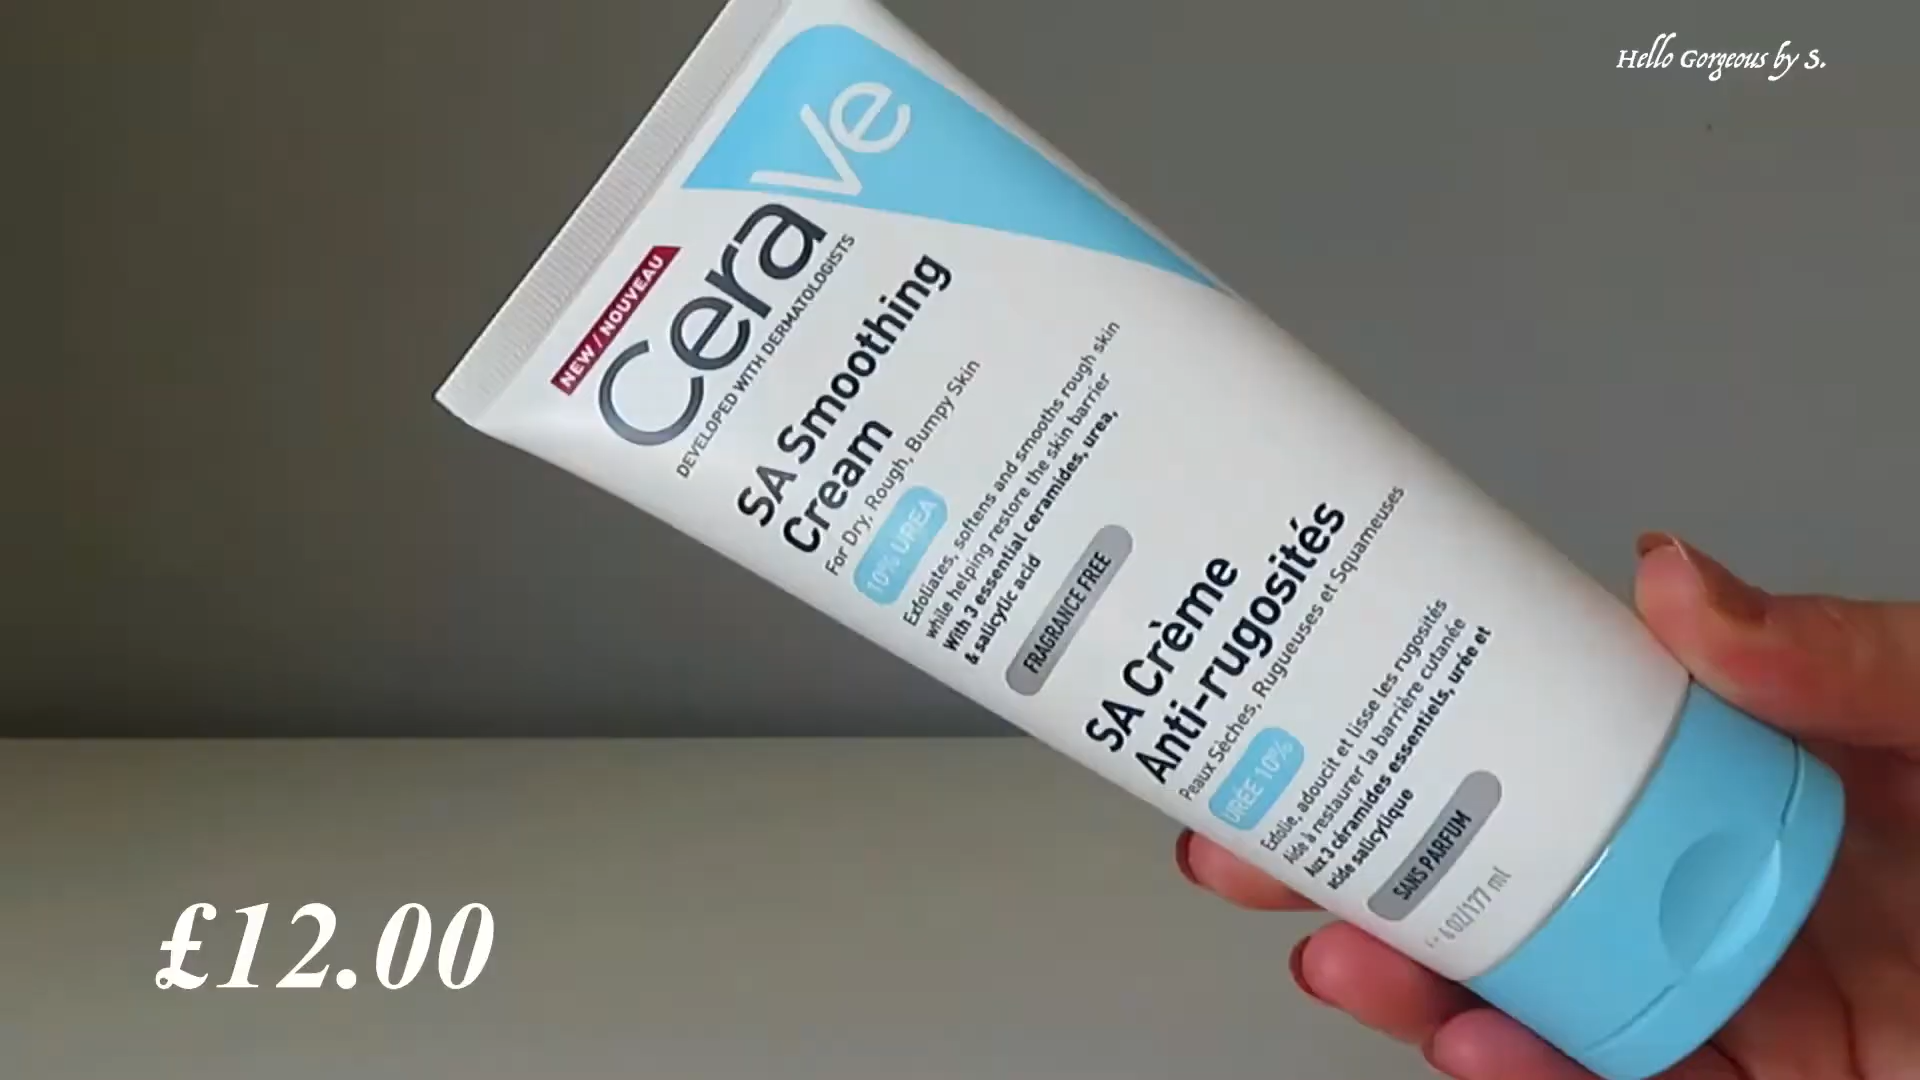 Hello Gorgeous by S.
NEW / NOUVEAU
CeraVe
DEVELOPED WITH DERMATOLOGISTS
SA Smoothing
Cream
For Dry, Rough, Bumpy Skin
10% UREA
Exfoliates, softens and smooths rough skin
while helping restore the skin barrier
With 3 essential ceramides, urea,
& salicylic acid
FRAGRANCE FREE
SA Crème
Anti-rugosités
Peaux Sèches, Rugueuses et Squameuses
URÉE 10%
Exfolie, adoucit et lisse les rugosités
Aide à restaurer la barrière cutanée
Aux 3 céramides essentiels, urée et
acide salicylique
SANS PARFUM
6 OZ/177 ml
£12.00